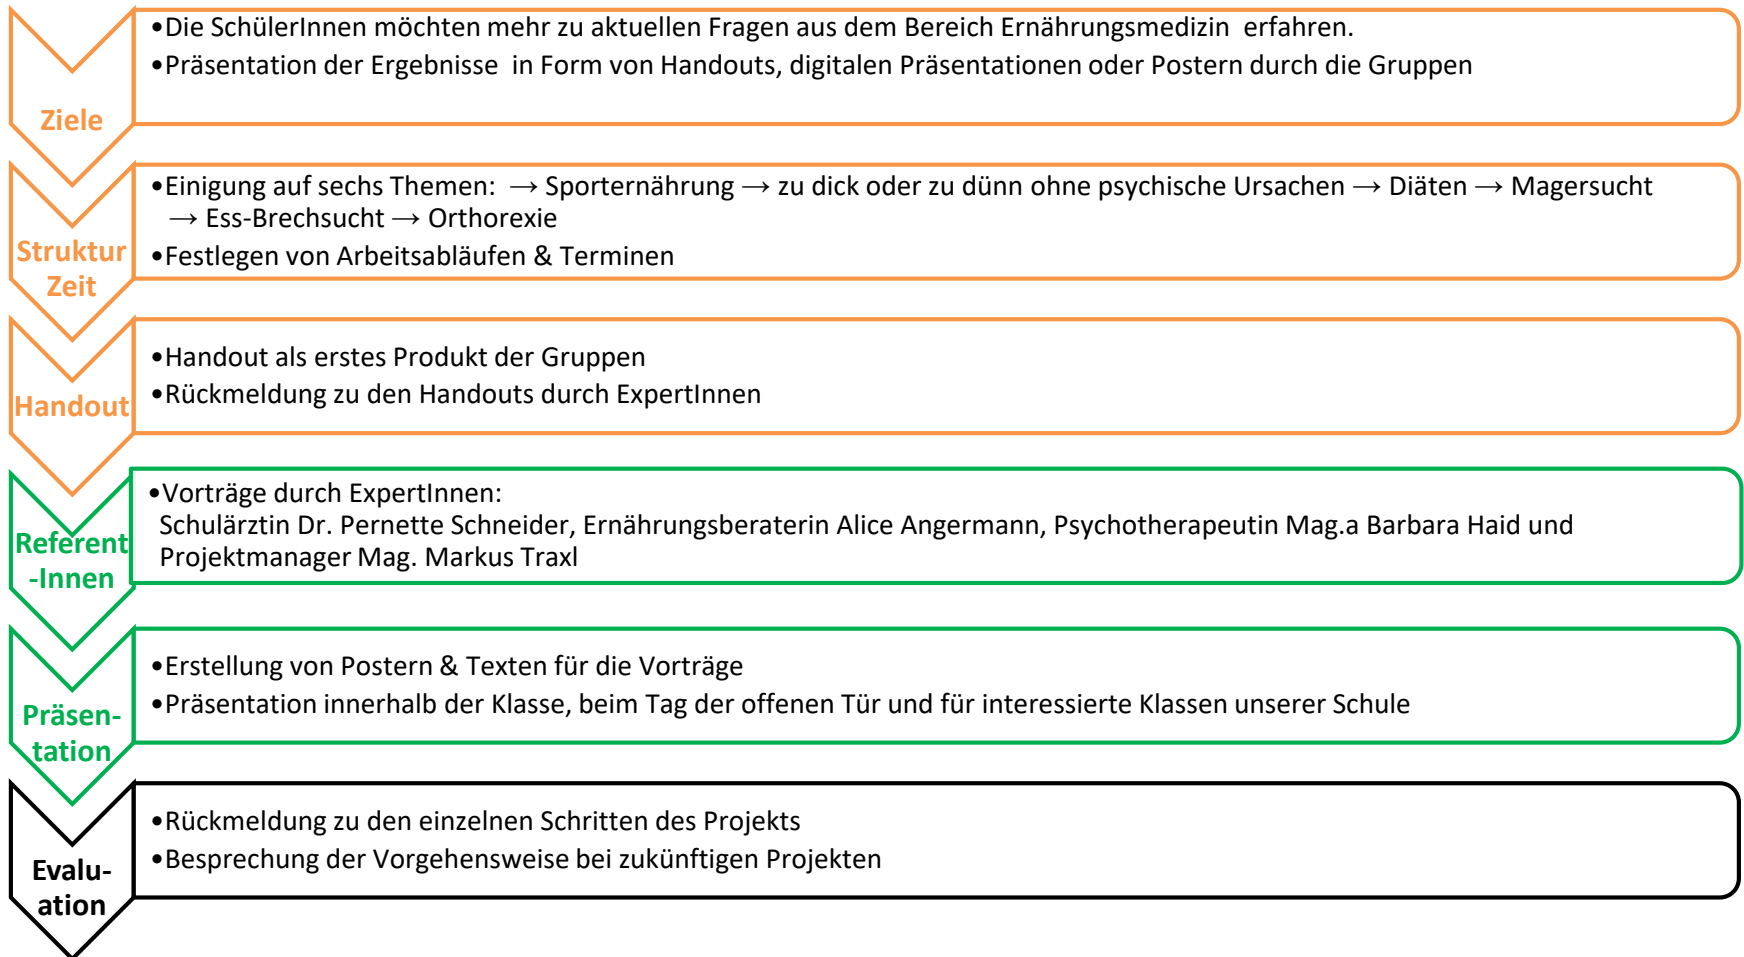 •Die SchülerInnen möchten mehr zu aktuellen Fragen aus dem Bereich Ernährungsmedizin erfahren.
•Präsentation der Ergebnisse in Form von Handouts, digitalen Präsentationen oder Postern durch die Gruppen
Ziele
•Einigung auf sechs Themen: → Sporternährung → zu dick oder zu dünn ohne psychische Ursachen → Diäten → Magersucht
→ Ess-Brechsucht → Orthorexie
•Festlegen von Arbeitsabläufen & Terminen
Struktur
Zeit
•Handout als erstes Produkt der Gruppen
•Rückmeldung zu den Handouts durch ExpertInnen
Handout
•Vorträge durch ExpertInnen:
Schulärztin Dr. Pernette Schneider, Ernährungsberaterin Alice Angermann, Psychotherapeutin Mag.a Barbara Haid und
Projektmanager Mag. Markus Traxl
Referent
-Innen
•Erstellung von Postern & Texten für die Vorträge
•Präsentation innerhalb der Klasse, beim Tag der offenen Tür und für interessierte Klassen unserer Schule
Präsen-
tation
•Rückmeldung zu den einzelnen Schritten des Projekts
•Besprechung der Vorgehensweise bei zukünftigen Projekten
Evalu-
ation